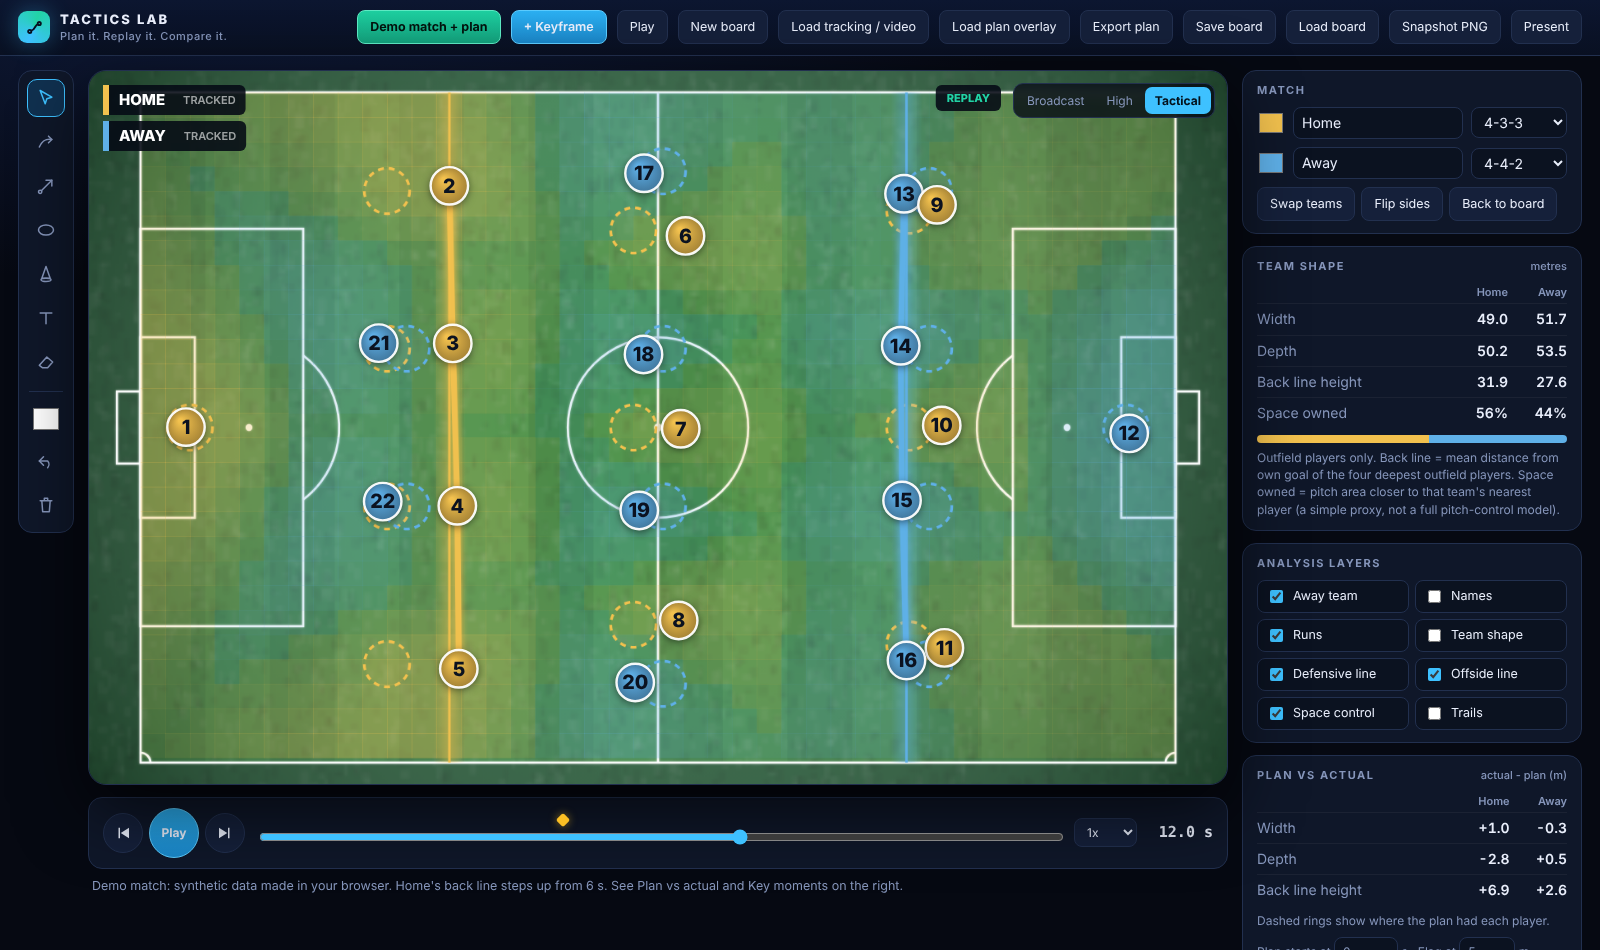 TACTICS LAB
Plan it. Replay it. Compare it.
Demo match + plan
+ Keyframe
Play
New board
Load tracking / video
Load plan overlay
Export plan
Save board
Load board
Snapshot PNG
Present
HOME TRACKED
AWAY TRACKED
REPLAY
Broadcast High Tactical
17
2
13
9
6
21
3
18
14
1
7
10
12
22
4
19
15
8
11
5
20
16
Play
1x
12.0 s
Demo match: synthetic data made in your browser. Home's back line steps up from 6 s. See Plan vs actual and Key moments on the right.
MATCH
Home 4-3-3
Away 4-4-2
Swap teams Flip sides Back to board
TEAM SHAPE metres
Home Away
Width 49.0 51.7
Depth 50.2 53.5
Back line height 31.9 27.6
Space owned 56% 44%
Outfield players only. Back line = mean distance from
own goal of the four deepest outfield players. Space
owned = pitch area closer to that team's nearest
player (a simple proxy, not a full pitch-control model).
ANALYSIS LAYERS
Away team Names
Runs Team shape
Defensive line Offside line
Space control Trails
PLAN VS ACTUAL actual - plan (m)
Home Away
Width +1.0 -0.3
Depth -2.8 +0.5
Back line height +6.9 +2.6
Dashed rings show where the plan had each player.